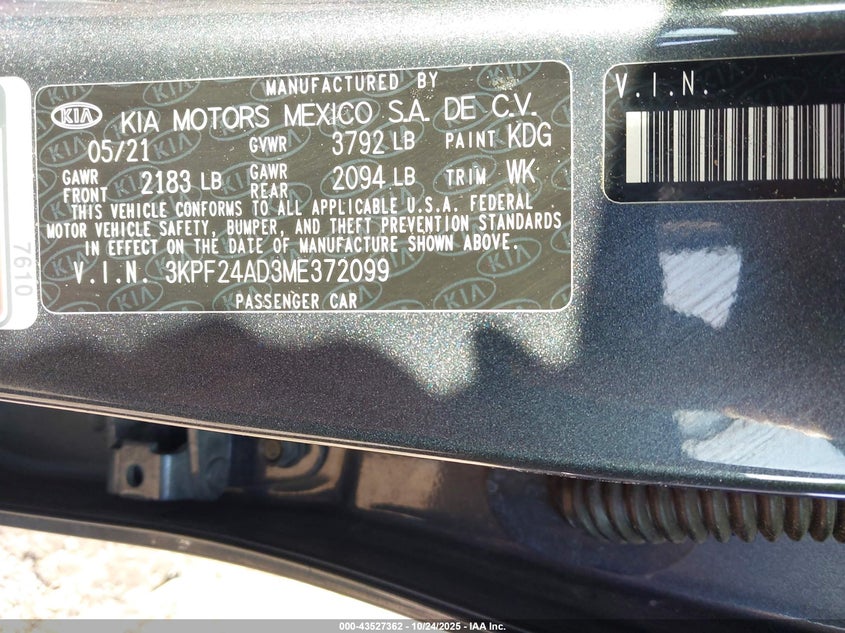 MANUFACTURED BY
KIA KIA MOTORS MEXICO S.A. DE C.V.
05/21 GVWR 3792 LB PAINT KDG
GAWR FRONT 2183 LB GAWR REAR 2094 LB TRIM WK
THIS VEHICLE CONFORMS TO ALL APPLICABLE U.S.A. FEDERAL
MOTOR VEHICLE SAFETY, BUMPER, AND THEFT PREVENTION STANDARDS
IN EFFECT ON THE DATE OF MANUFACTURE SHOWN ABOVE.
V.I.N. 3KPF24AD3ME372099
PASSENGER CAR
V.I.N.
7610
000-43527362 - 10/24/2025 - IAA Inc.